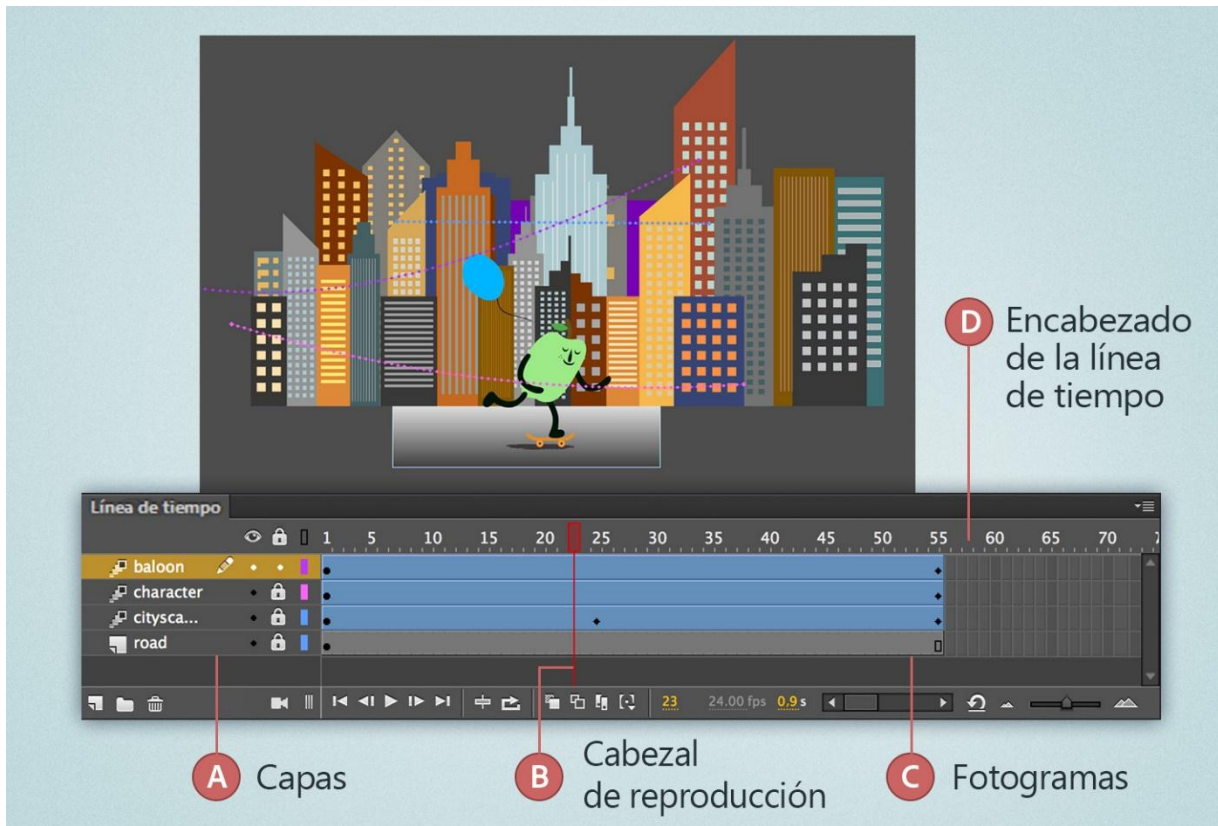 D Encabezado
de la línea
de tiempo
Línea de tiempo
1 5 10 15 20 25 30 35 40 45 50 55 60 65 70
baloon
character
citysca...
road
23 24.00 fps 0,9 s
A Capas
B Cabezal
de reproducción
C Fotogramas